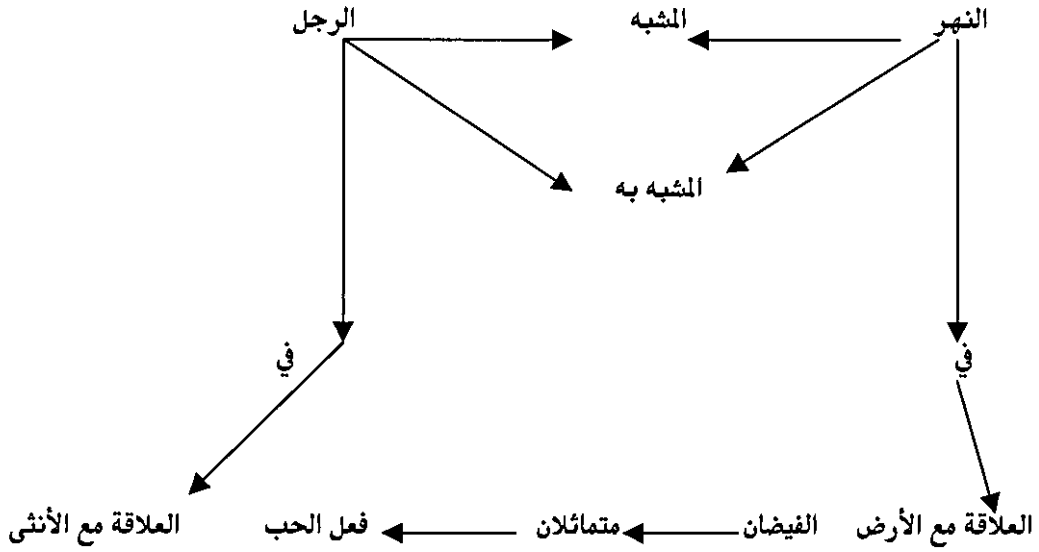 النهر المشبه الرجل
المشبه به
في في
العلاقة مع الأرض الفيضان متماثلان فعل الحب العلاقة مع الأنثى